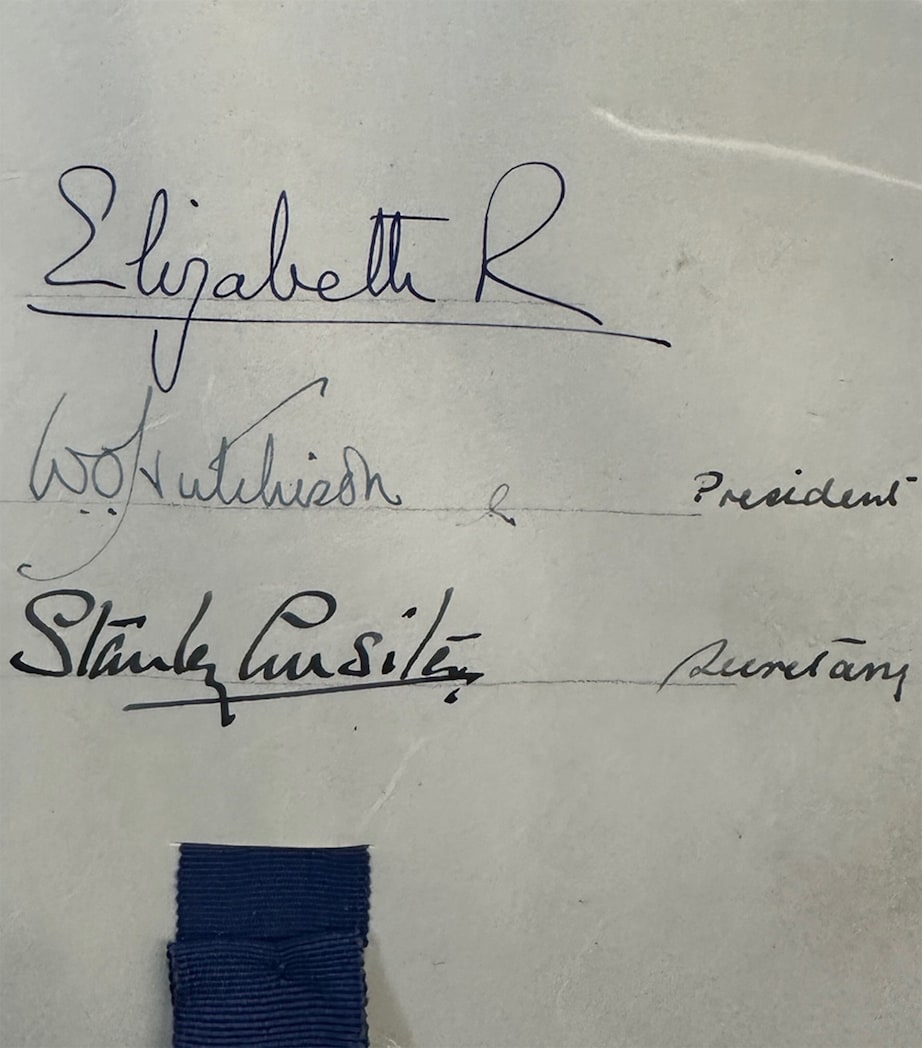 Elizabeth R
W.O. Hutchison President
Stanley Cursiter Secretary